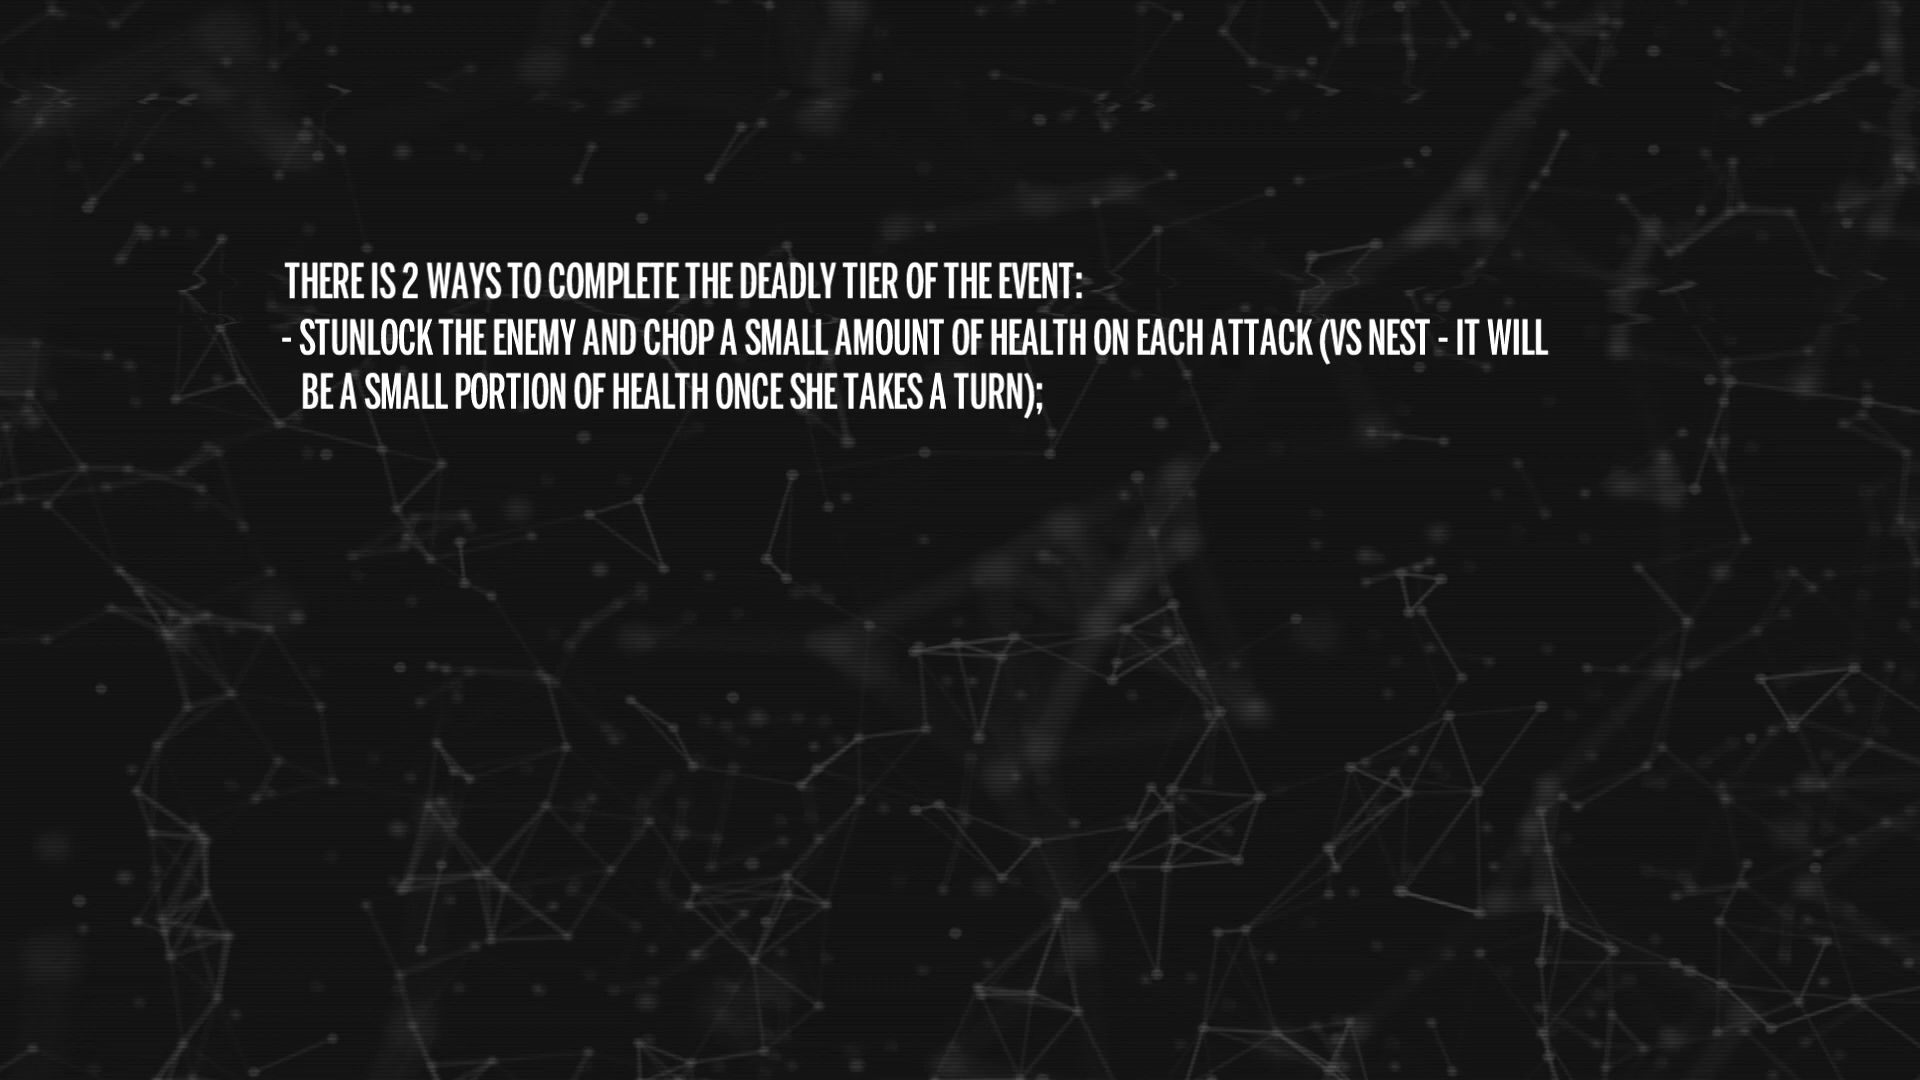 THERE IS 2 WAYS TO COMPLETE THE DEADLY TIER OF THE EVENT:
- STUNLOCK THE ENEMY AND CHOP A SMALL AMOUNT OF HEALTH ON EACH ATTACK (VS NEST - IT WILL
BE A SMALL PORTION OF HEALTH ONCE SHE TAKES A TURN);